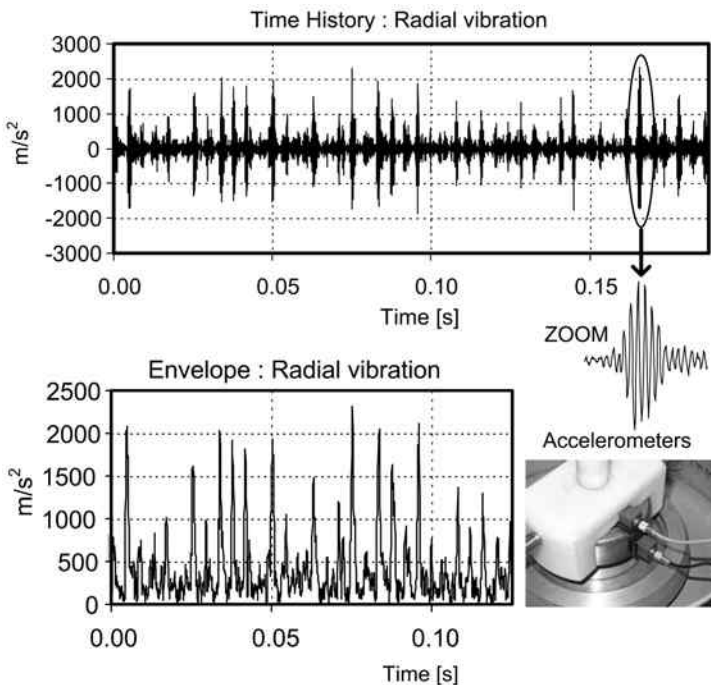 Time History : Radial vibration
3000
2000
1000
0
-1000
-2000
-3000
m/s²
0.00 0.05 0.10 0.15
Time [s]
ZOOM
Envelope : Radial vibration
2500
2000
1500
1000
500
0
m/s²
0.00 0.05 0.10
Time [s]
Accelerometers